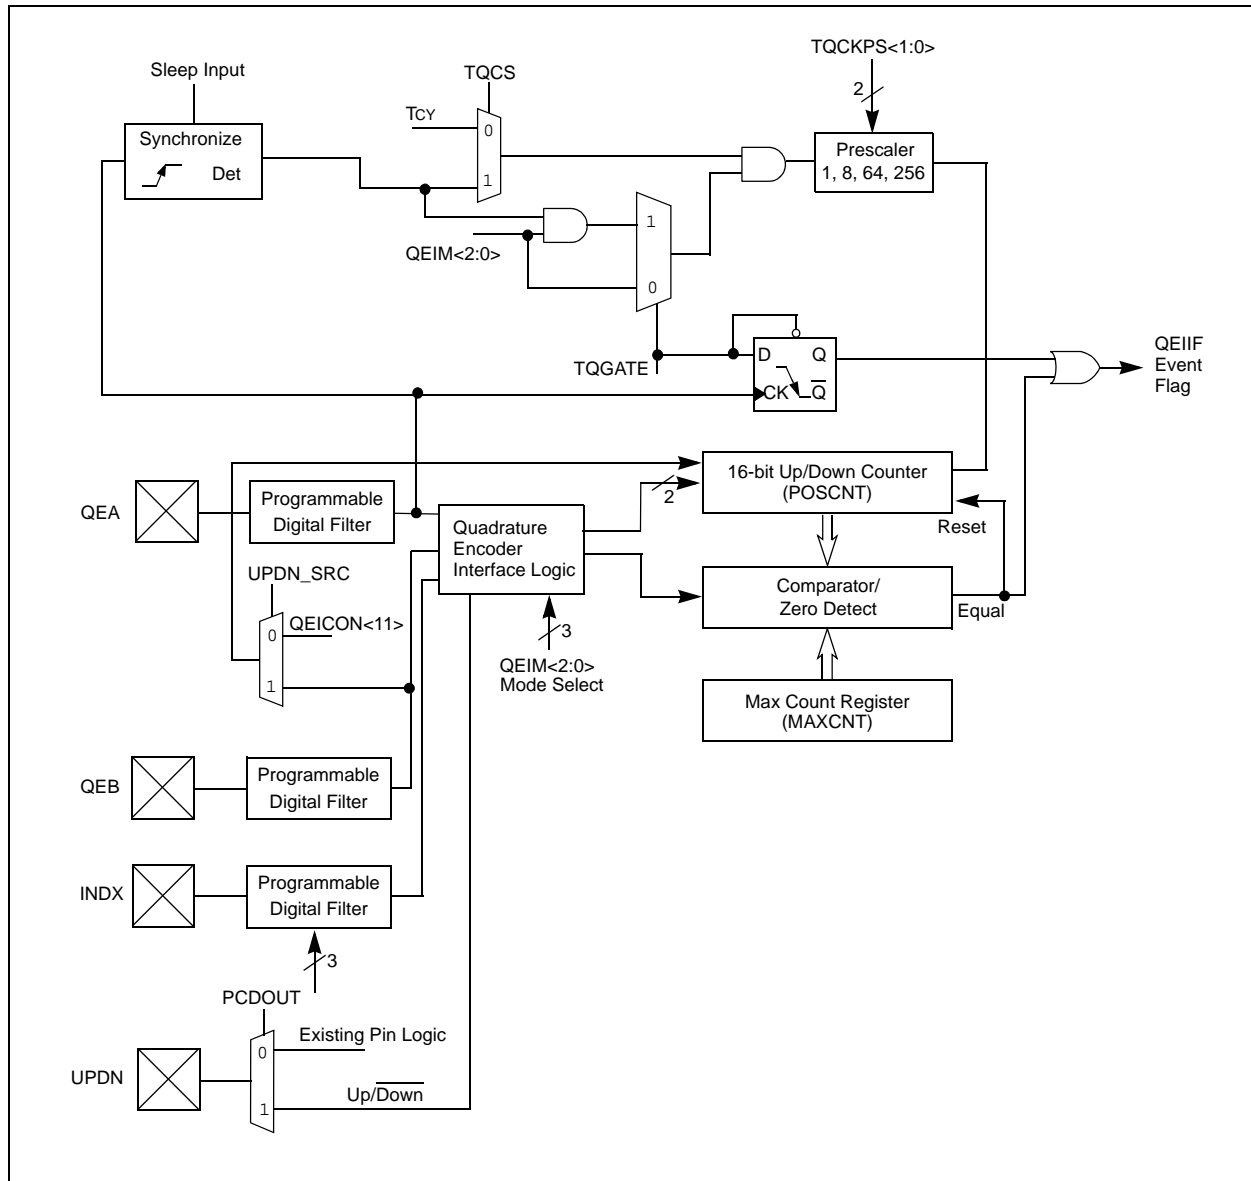 TQCKPS<1:0>
Sleep Input
TQCS
2
TCY
0
Synchronize
Det
1
Prescaler
1, 8, 64, 256
1
QEIM<2:0>
0
TQGATE
D Q
CK Q
QEIIF
Event
Flag
QEA
Programmable
Digital Filter
2
16-bit Up/Down Counter
(POSCNT)
Reset
Quadrature
Encoder
Interface Logic
UPDN_SRC
0
QEICON<11>
1
3
QEIM<2:0>
Mode Select
Comparator/
Zero Detect
Equal
Max Count Register
(MAXCNT)
QEB
Programmable
Digital Filter
INDX
Programmable
Digital Filter
3
PCDOUT
0
Existing Pin Logic
UPDN
Up/Down
1